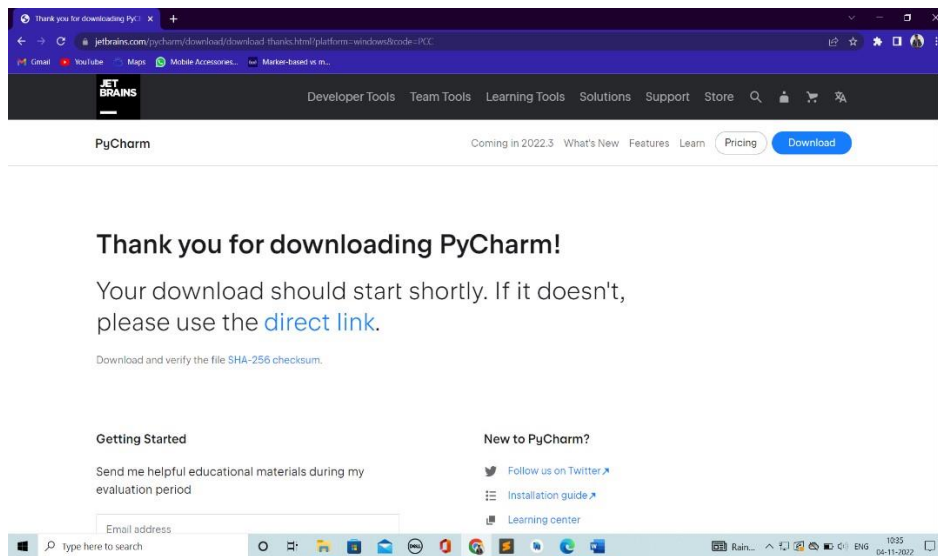 Thank you for downloading PyC
jetbrains.com/pycharm/download/download-thanks.html?platform=windows&code=PCC
Gmail YouTube Maps Mobile Accessories... Marker-based vs m...
JET
BRAINS
Developer Tools Team Tools Learning Tools Solutions Support Store
PyCharm Coming in 2022.3 What's New Features Learn Pricing Download
Thank you for downloading PyCharm!
Your download should start shortly. If it doesn't,
please use the direct link.
Download and verify the file SHA-256 checksum.
Getting Started New to PyCharm?
Send me helpful educational materials during my
evaluation period
Follow us on Twitter↗
Installation guide↗
Email address
Learning center
Type here to search DELL Rain... ENG 10:35
04-11-2022